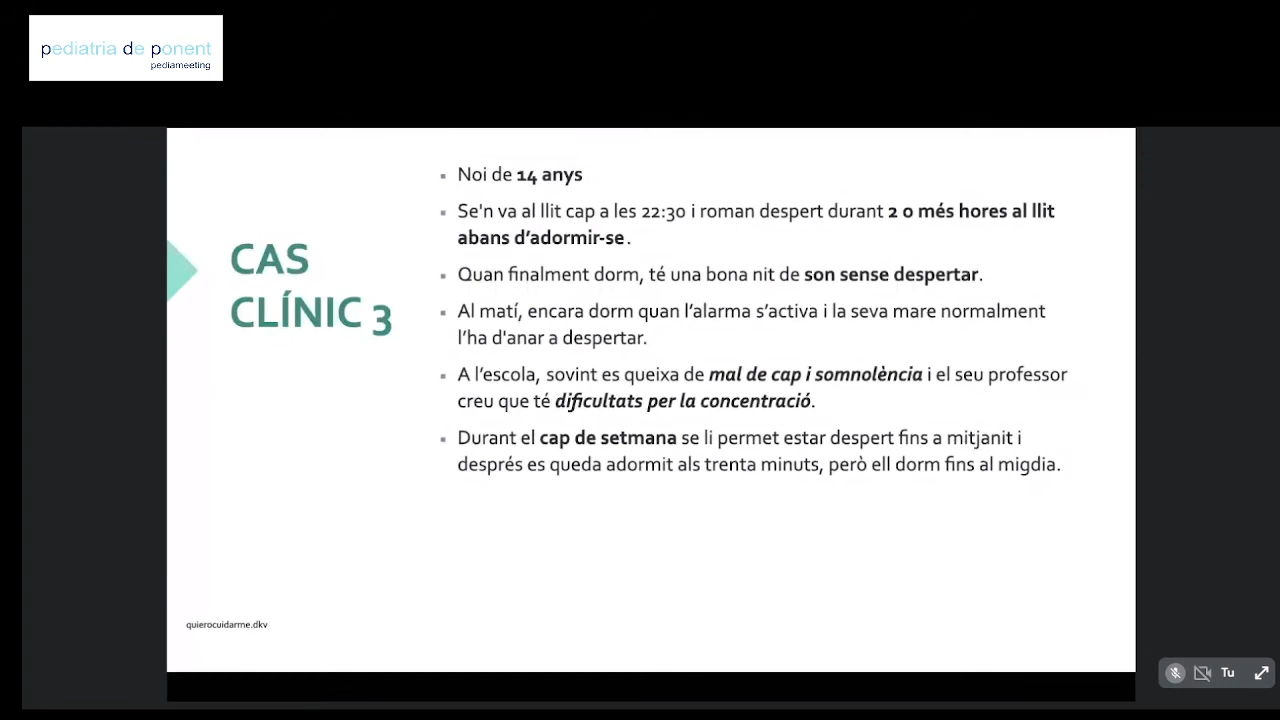 pediatria de ponent
pediameeting
CAS
CLÍNIC 3
▪ Noi de 14 anys
▪ Se'n va al llit cap a les 22:30 i roman despert durant 2 o més hores al llit
abans d’adormir-se .
▪ Quan finalment dorm, té una bona nit de son sense despertar.
▪ Al matí, encara dorm quan l’alarma s’activa i la seva mare normalment
l’ha d'anar a despertar.
▪ A l’escola, sovint es queixa de mal de cap i somnolència i el seu professor
creu que té dificultats per la concentració.
▪ Durant el cap de setmana se li permet estar despert fins a mitjanit i
després es queda adormit als trenta minuts, però ell dorm fins al migdia.
quierocuidarme.dkv
Tu